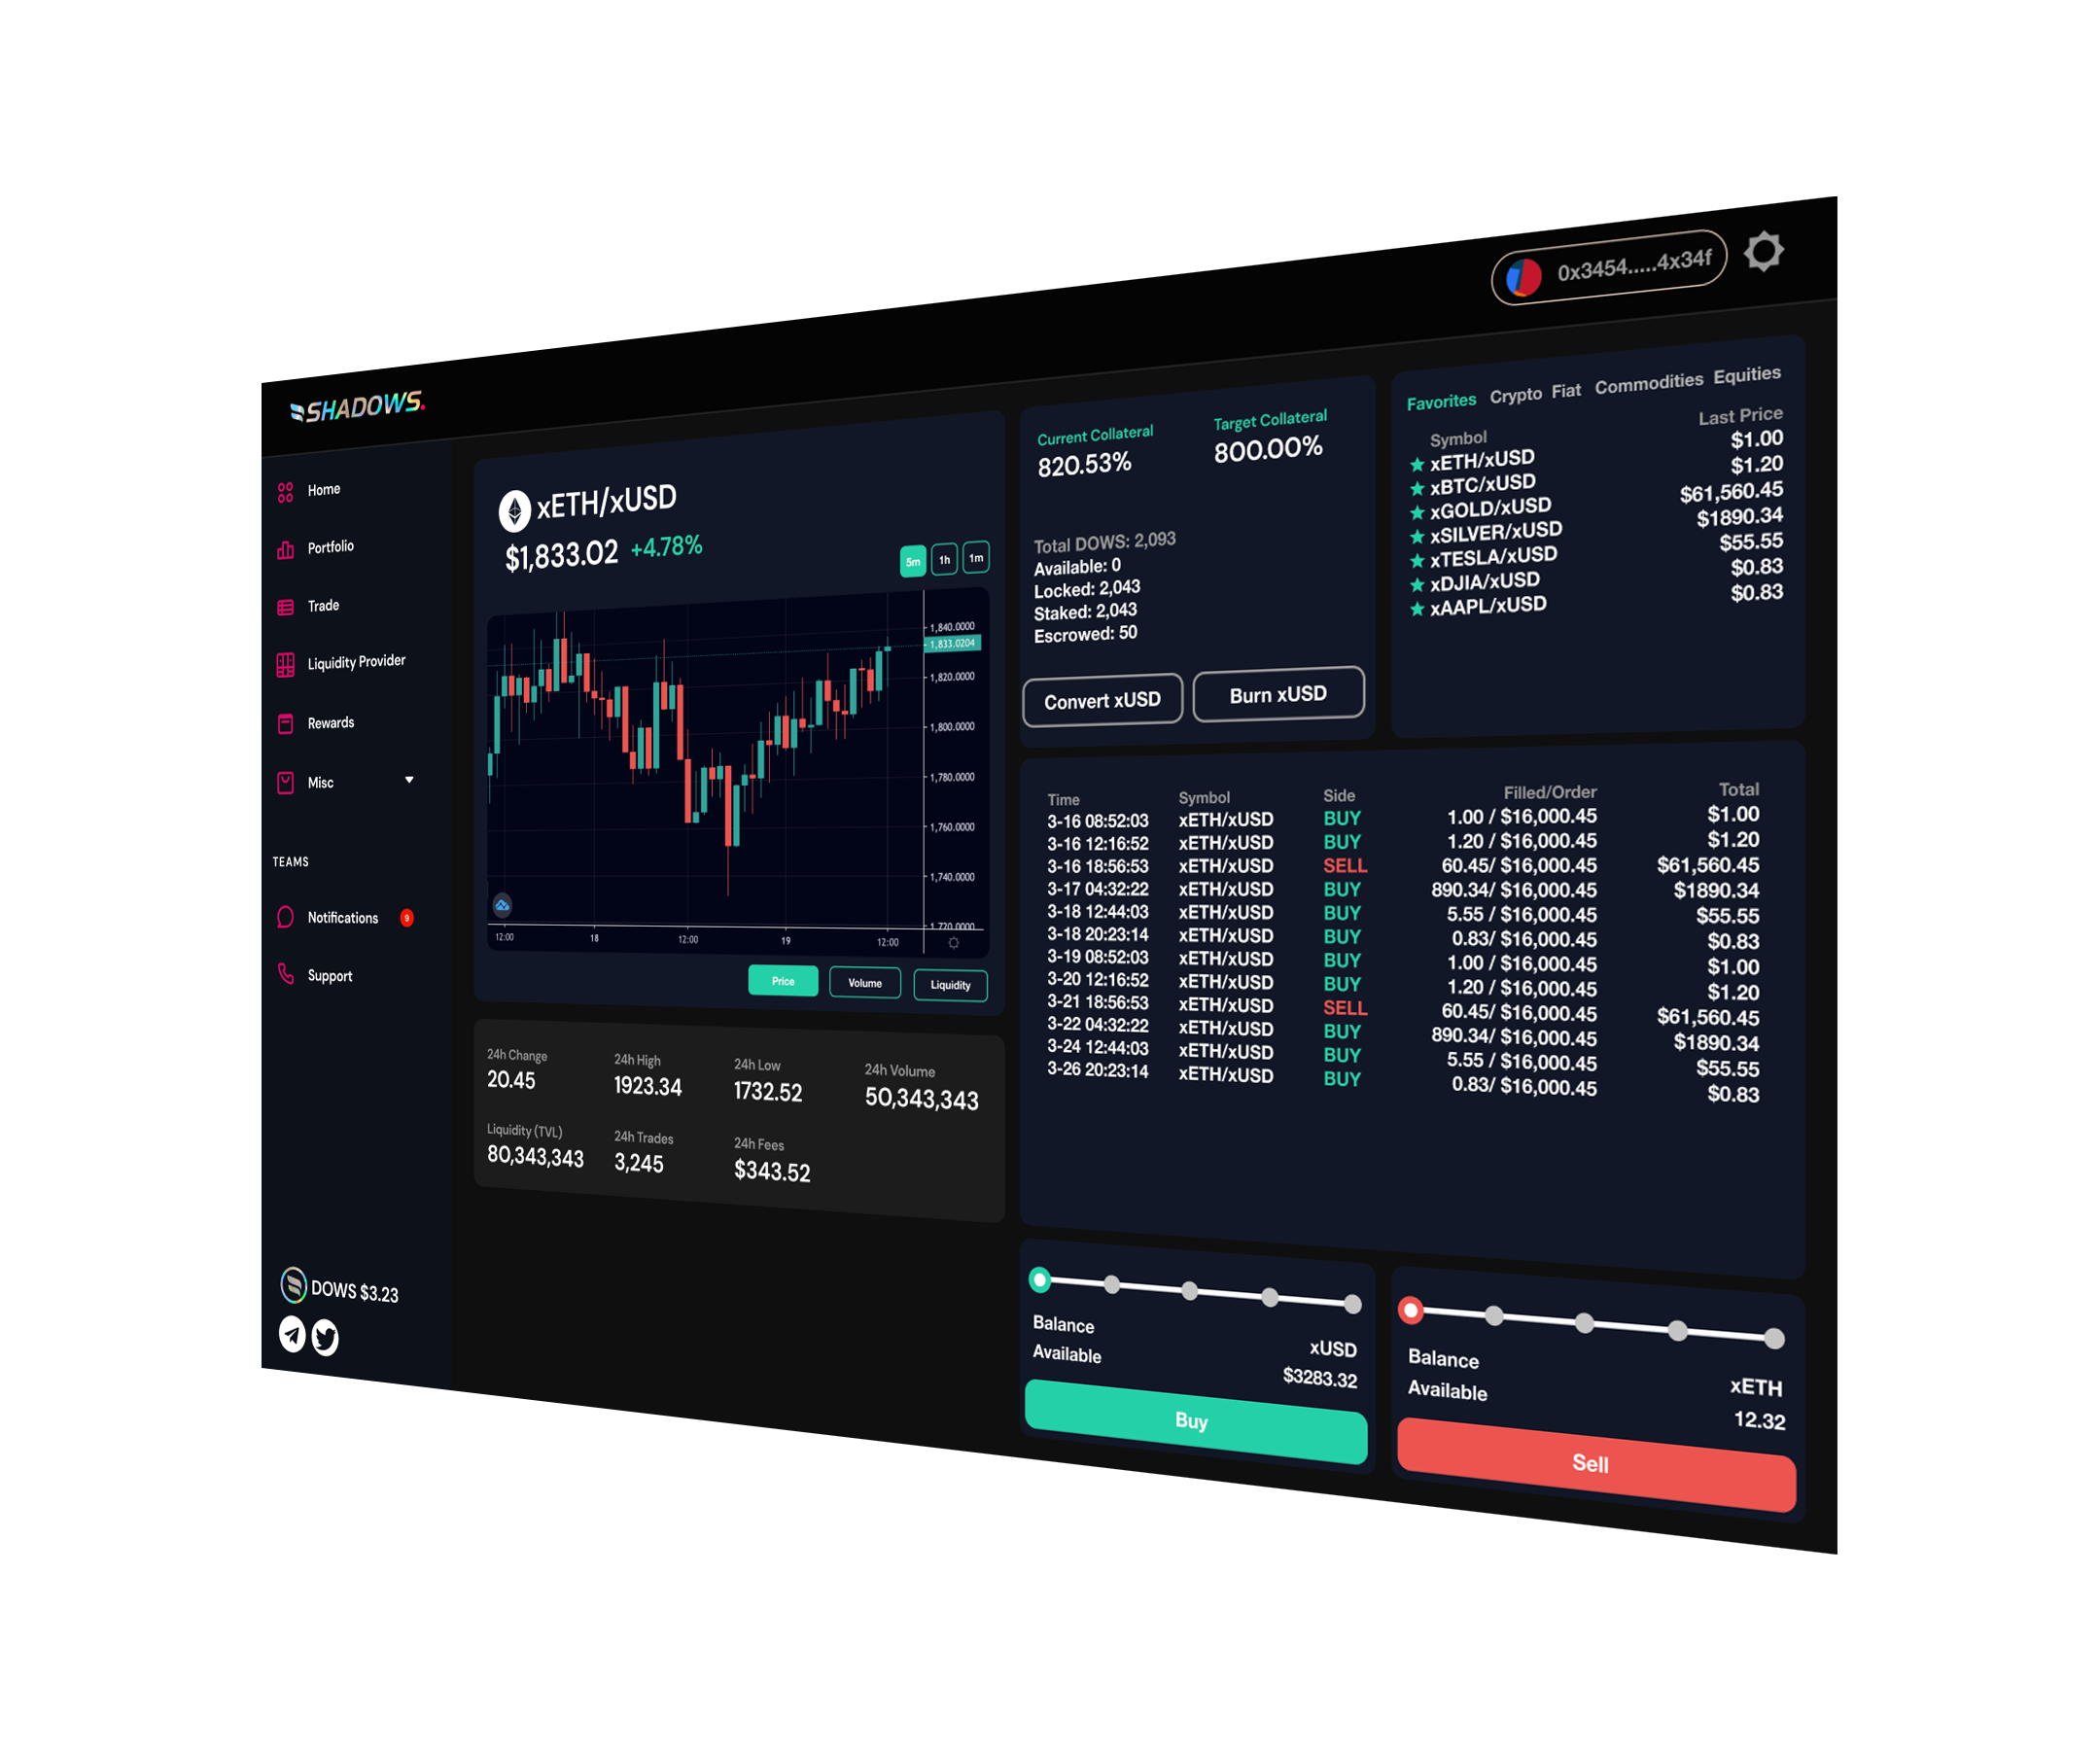 0x3454.....4x34f
SHADOWS.
Home
Portfolio
Trade
Liquidity Provider
Rewards
Misc
TEAMS
Notifications 9
Support
DOWS $3.23
xETH/xUSD
$1,833.02 +4.78%
5m 1h 1m
1,840.0000
1,833.0204
1,820.0000
1,800.0000
1,780.0000
1,760.0000
1,740.0000
1,720.0000
12:00 18 12:00 19 12:00
Price Volume Liquidity
24h Change 24h High 24h Low 24h Volume
20.45 1923.34 1732.52 50,343,343
Liquidity (TVL) 24h Trades 24h Fees
80,343,343 3,245 $343.52
Current Collateral Target Collateral
820.53% 800.00%
Total DOWS: 2,093
Available: 0
Locked: 2,043
Staked: 2,043
Escrowed: 50
Convert xUSD Burn xUSD
Favorites Crypto Fiat Commodities Equities
Symbol Last Price
xETH/xUSD $1.00
xBTC/xUSD $1.20
xGOLD/xUSD $61,560.45
xSILVER/xUSD $1890.34
xTESLA/xUSD $55.55
xDJIA/xUSD $0.83
xAAPL/xUSD $0.83
Time Symbol Side Filled/Order Total
3-16 08:52:03 xETH/xUSD BUY 1.00 / $16,000.45 $1.00
3-16 12:16:52 xETH/xUSD BUY 1.20 / $16,000.45 $1.20
3-16 18:56:53 xETH/xUSD SELL 60.45/ $16,000.45 $61,560.45
3-17 04:32:22 xETH/xUSD BUY 890.34/ $16,000.45 $1890.34
3-18 12:44:03 xETH/xUSD BUY 5.55 / $16,000.45 $55.55
3-18 20:23:14 xETH/xUSD BUY 0.83/ $16,000.45 $0.83
3-19 08:52:03 xETH/xUSD BUY 1.00 / $16,000.45 $1.00
3-20 12:16:52 xETH/xUSD BUY 1.20 / $16,000.45 $1.20
3-21 18:56:53 xETH/xUSD SELL 60.45/ $16,000.45 $61,560.45
3-22 04:32:22 xETH/xUSD BUY 890.34/ $16,000.45 $1890.34
3-24 12:44:03 xETH/xUSD BUY 5.55 / $16,000.45 $55.55
3-26 20:23:14 xETH/xUSD BUY 0.83/ $16,000.45 $0.83
Balance xUSD
Available $3283.32
Buy
Balance xETH
Available 12.32
Sell